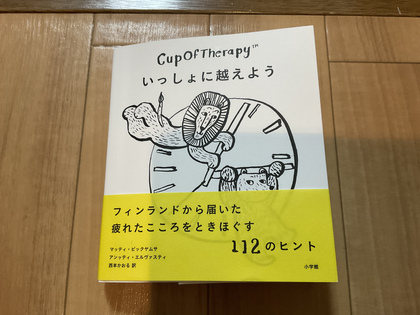 CupOfTherapy™
いっしょに越えよう
フィンランドから届いた
疲れたこころをときほぐす
112のヒント
マッティ・ピックヤムサ
アンッティ・エルヴァスティ
西本かおる 訳
小学館